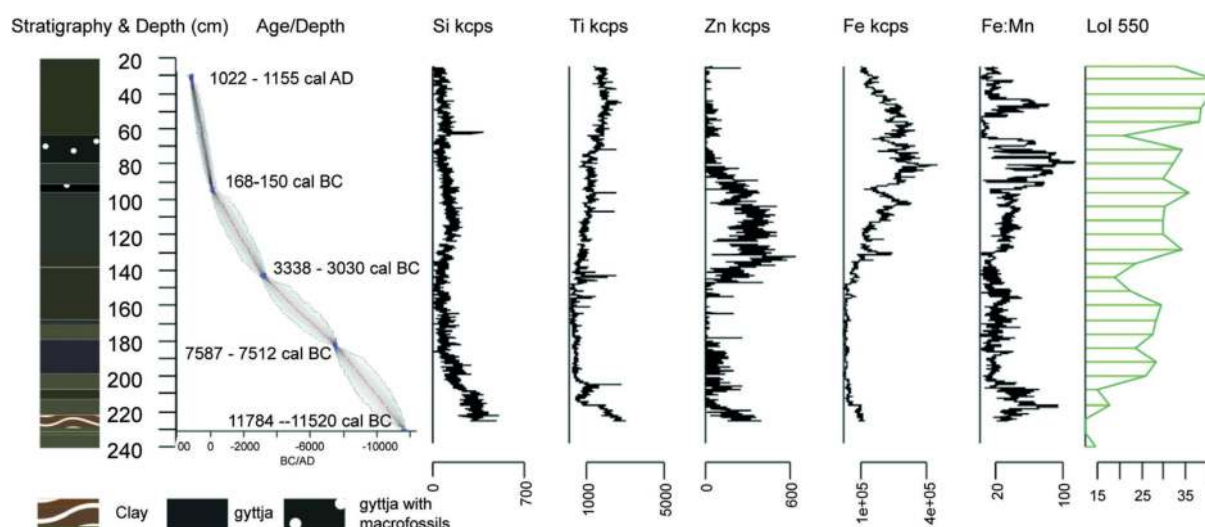 Stratigraphy & Depth (cm) Age/Depth Si kcps Ti kcps Zn kcps Fe kcps Fe:Mn LoI 550
20
1022 - 1155 cal AD
40
60
80
168-150 cal BC
100
120
3338 - 3030 cal BC
140
160
180
7587 - 7512 cal BC
200
220
11784 --11520 cal BC
240
00 0 -2000 -6000 -10000
BC/AD
0 700 1000 5000 0 600 1e+05 4e+05 20 100 15 25 35
Clay gyttja gyttja with
macrofossils